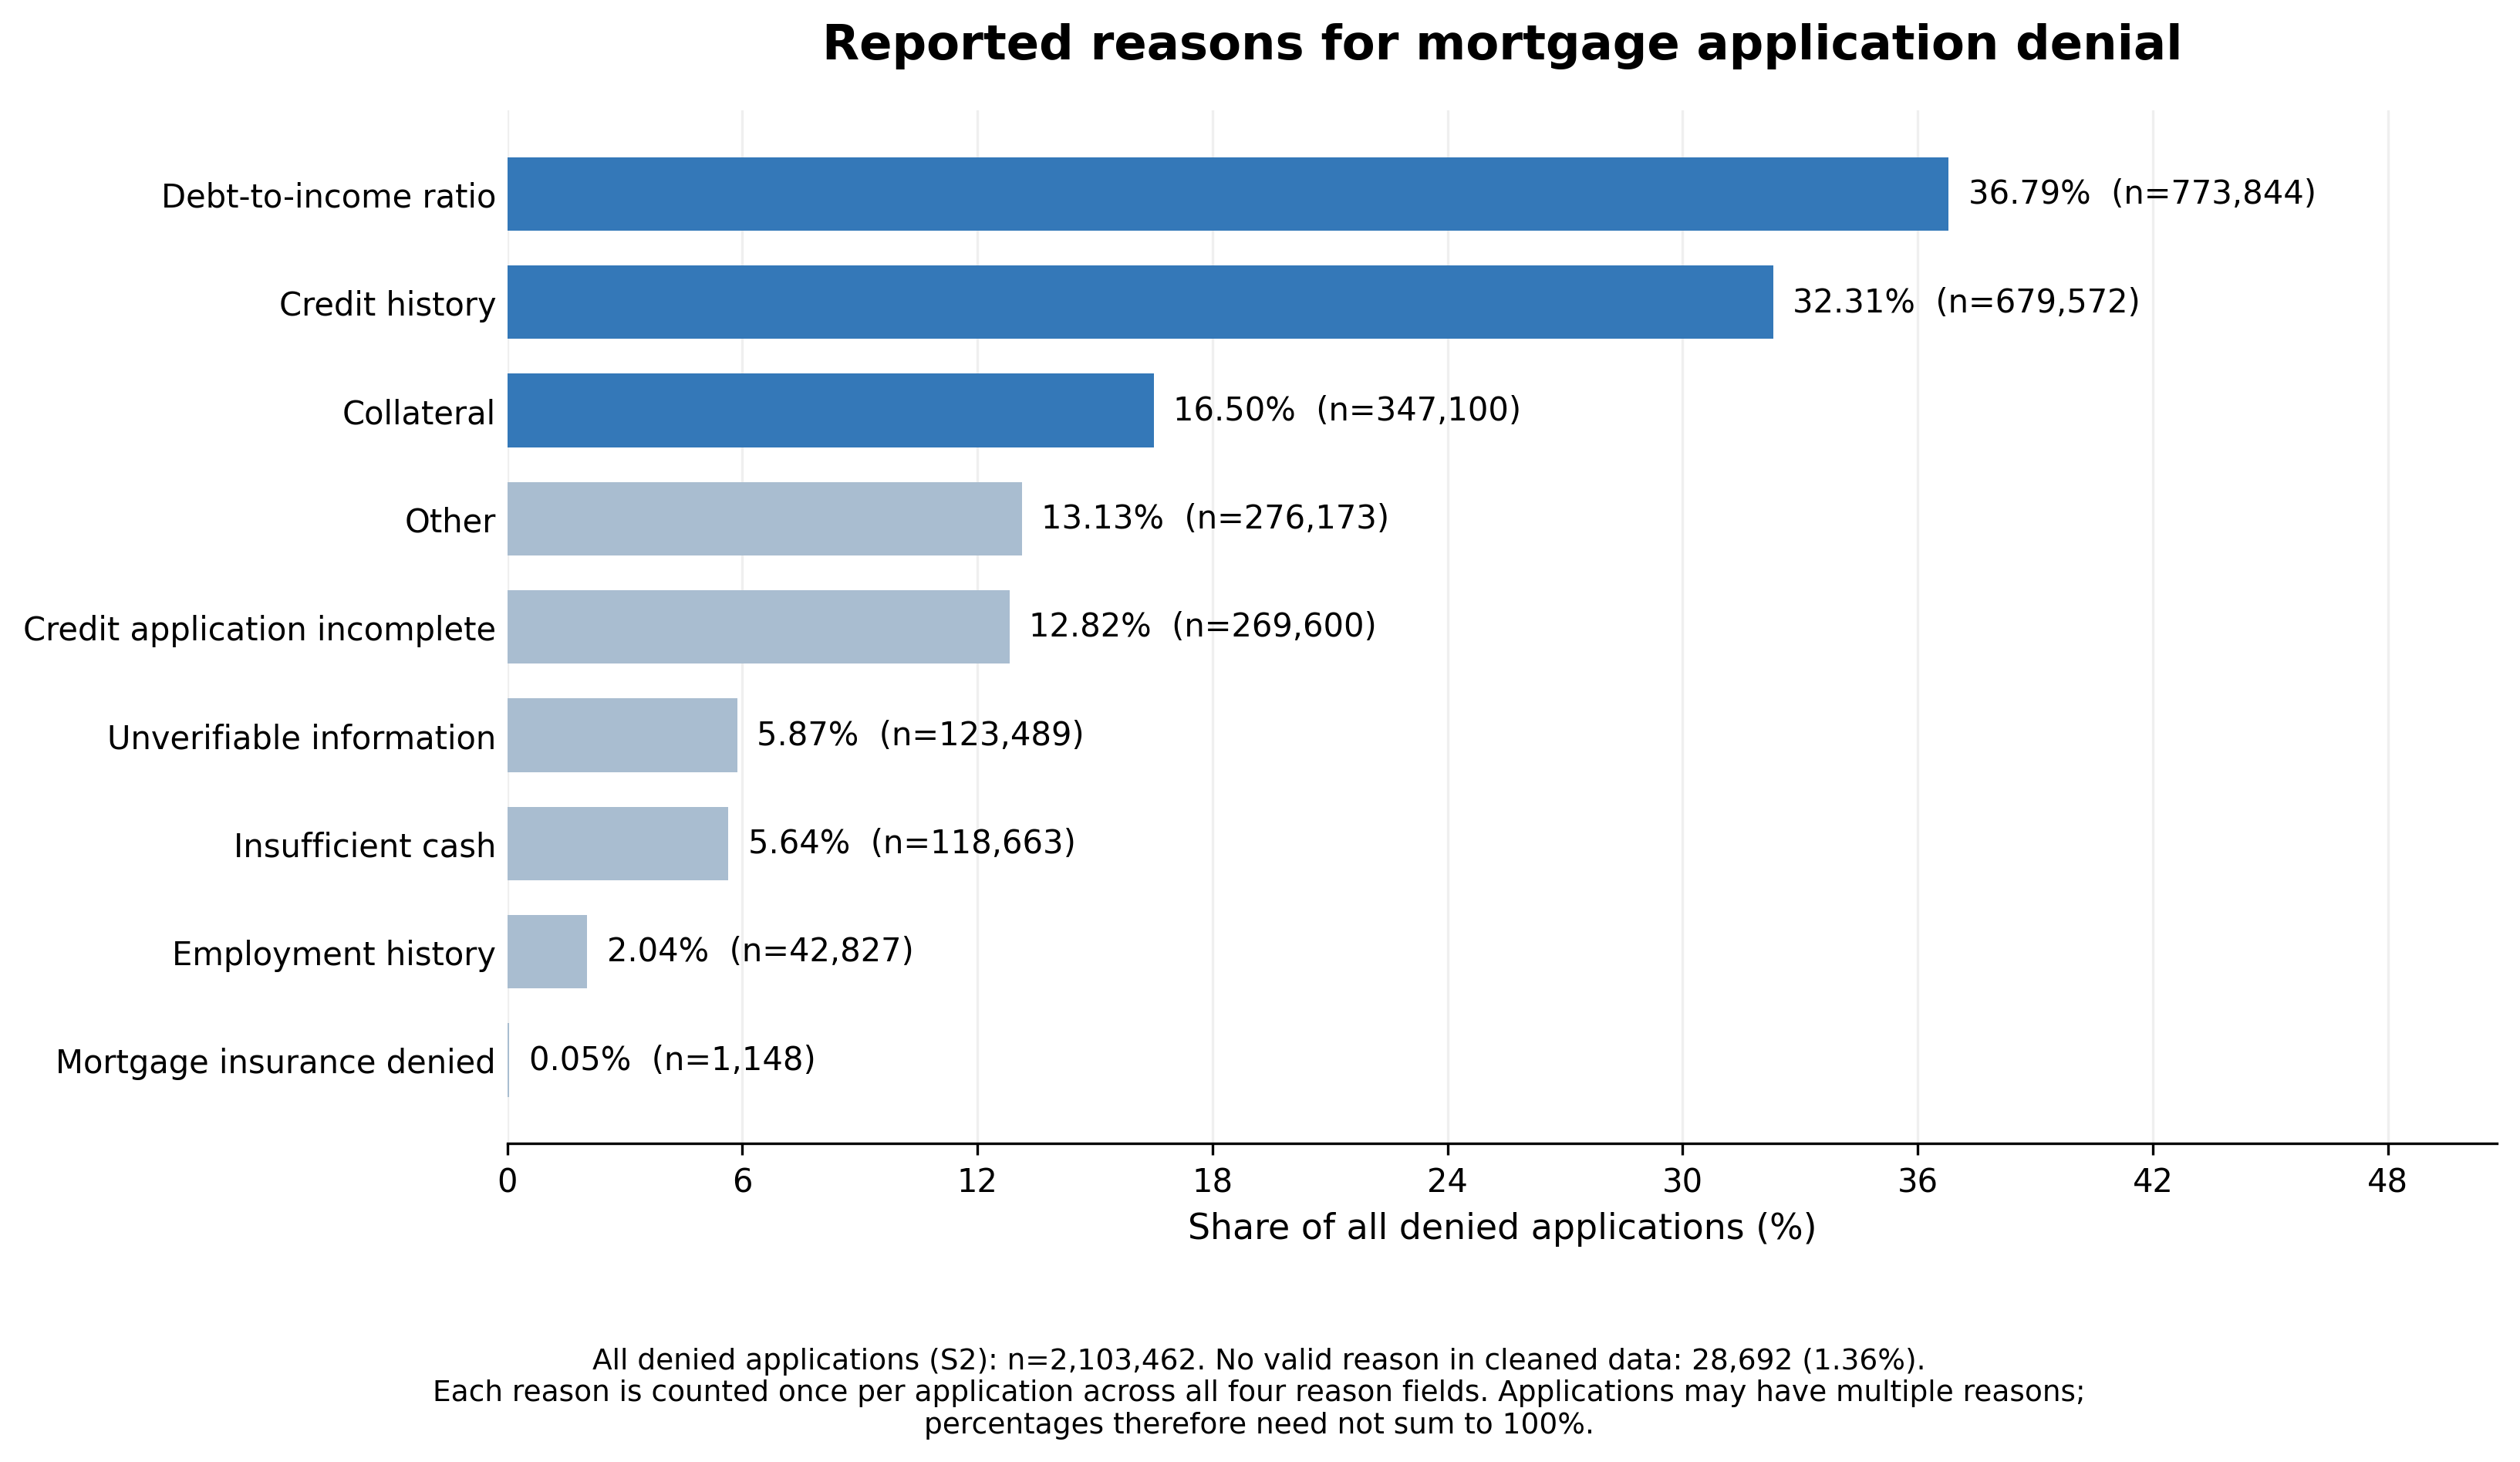 Reported reasons for mortgage application denial
Debt-to-income ratio
36.79%  (n=773,844)
Credit history
32.31%  (n=679,572)
Collateral
16.50%  (n=347,100)
Other
13.13%  (n=276,173)
Credit application incomplete
12.82%  (n=269,600)
Unverifiable information
5.87%  (n=123,489)
Insufficient cash
5.64%  (n=118,663)
Employment history
2.04%  (n=42,827)
Mortgage insurance denied
0.05%  (n=1,148)
0 6 12 18 24 30 36 42 48
Share of all denied applications (%)
All denied applications (S2): n=2,103,462. No valid reason in cleaned data: 28,692 (1.36%).
Each reason is counted once per application across all four reason fields. Applications may have multiple reasons;
percentages therefore need not sum to 100%.